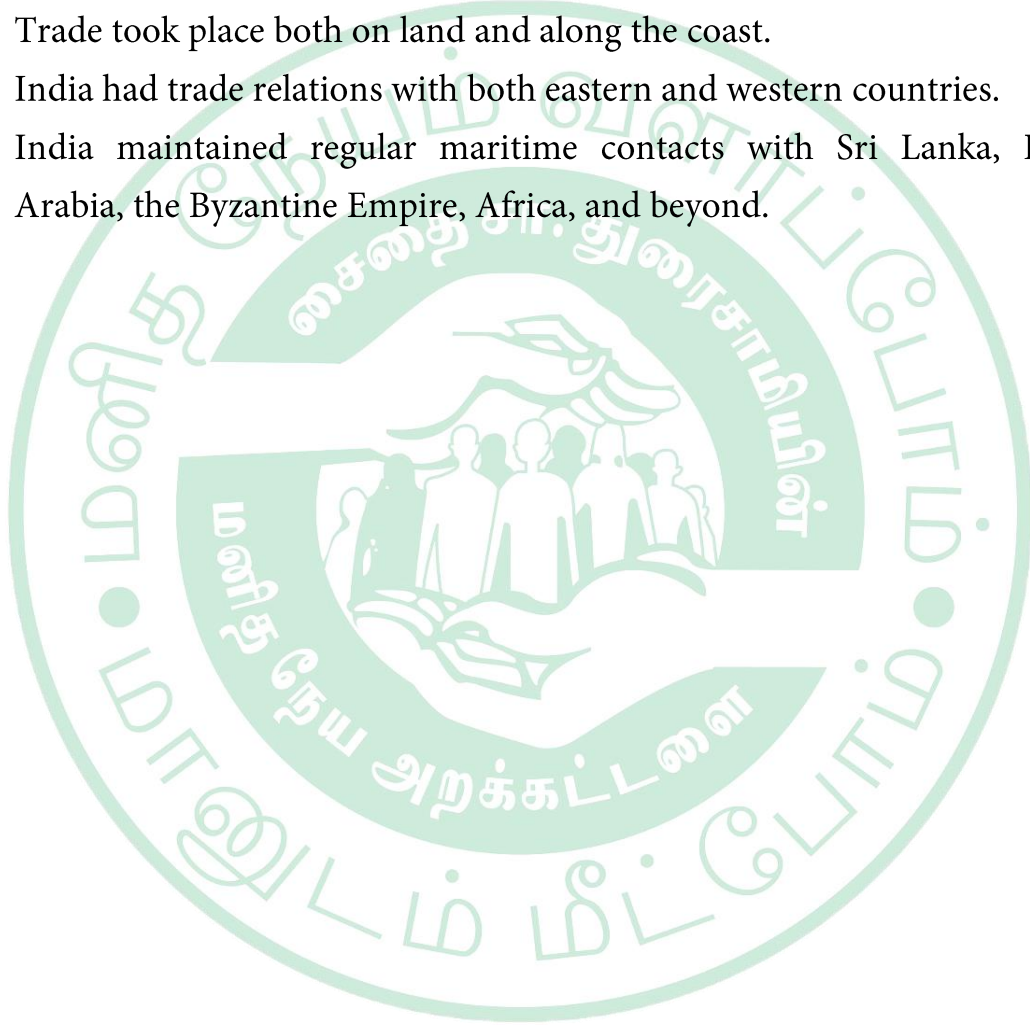 Trade took place both on land and along the coast.
India had trade relations with both eastern and western countries.
India maintained regular maritime contacts with Sri Lanka,
Arabia, the Byzantine Empire, Africa, and beyond.
மனித நேயம் வளர்ப்போம்
சைதை சா. துரைசாமியின்
மனித நேய அறக்கட்டளை
மானுடம் மீட்போம்